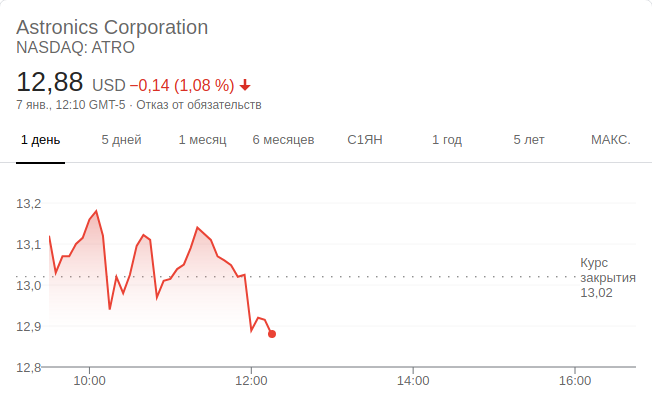 Astronics Corporation
NASDAQ: ATRO
12,88 USD −0,14 (1,08 %)
7 янв., 12:10 GMT-5 · Отказ от обязательств
1 день 5 дней 1 месяц 6 месяцев С1ЯН 1 год 5 лет МАКС.
13,2
13,1
13,0
12,9
12,8
Курс
закрытия
13,02
10:00 12:00 14:00 16:00